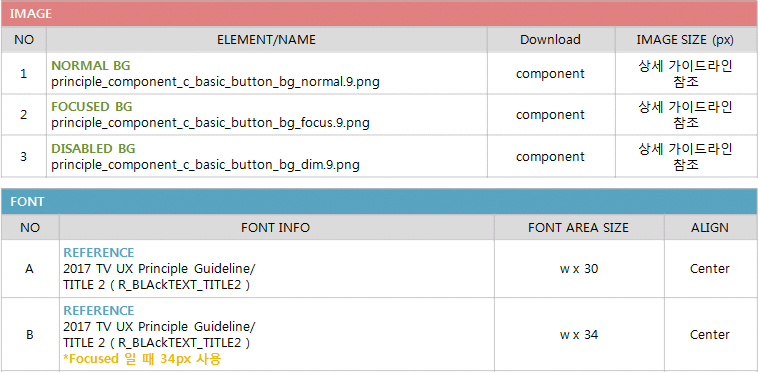 IMAGE
NO ELEMENT/NAME Download IMAGE SIZE (px)
1 NORMAL BG
principle_component_c_basic_button_bg_normal.9.png component 상세 가이드라인
참조
2 FOCUSED BG
principle_component_c_basic_button_bg_focus.9.png component 상세 가이드라인
참조
3 DISABLED BG
principle_component_c_basic_button_bg_dim.9.png component 상세 가이드라인
참조
FONT
NO FONT INFO FONT AREA SIZE ALIGN
A REFERENCE
2017 TV UX Principle Guideline/
TITLE 2 ( R_BLAckTEXT_TITLE2 ) w x 30 Center
B REFERENCE
2017 TV UX Principle Guideline/
TITLE 2 ( R_BLAckTEXT_TITLE2 ) w x 34 Center
*Focused 일 때 34px 사용